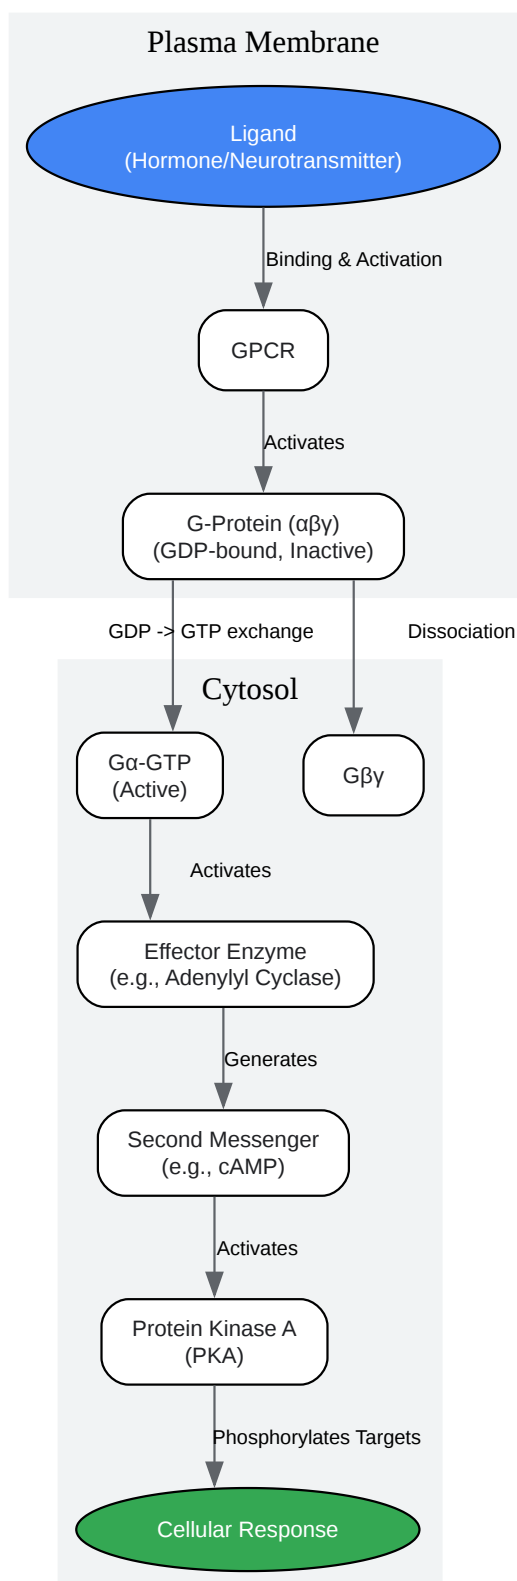 Plasma Membrane
Ligand
(Hormone/Neurotransmitter)
Binding & Activation
GPCR
Activates
G-Protein (αβγ)
(GDP-bound, Inactive)
GDP -> GTP exchange
Dissociation
Cytosol
Gα-GTP
(Active)
Gβγ
Activates
Effector Enzyme
(e.g., Adenylyl Cyclase)
Generates
Second Messenger
(e.g., cAMP)
Activates
Protein Kinase A
(PKA)
Phosphorylates Targets
Cellular Response